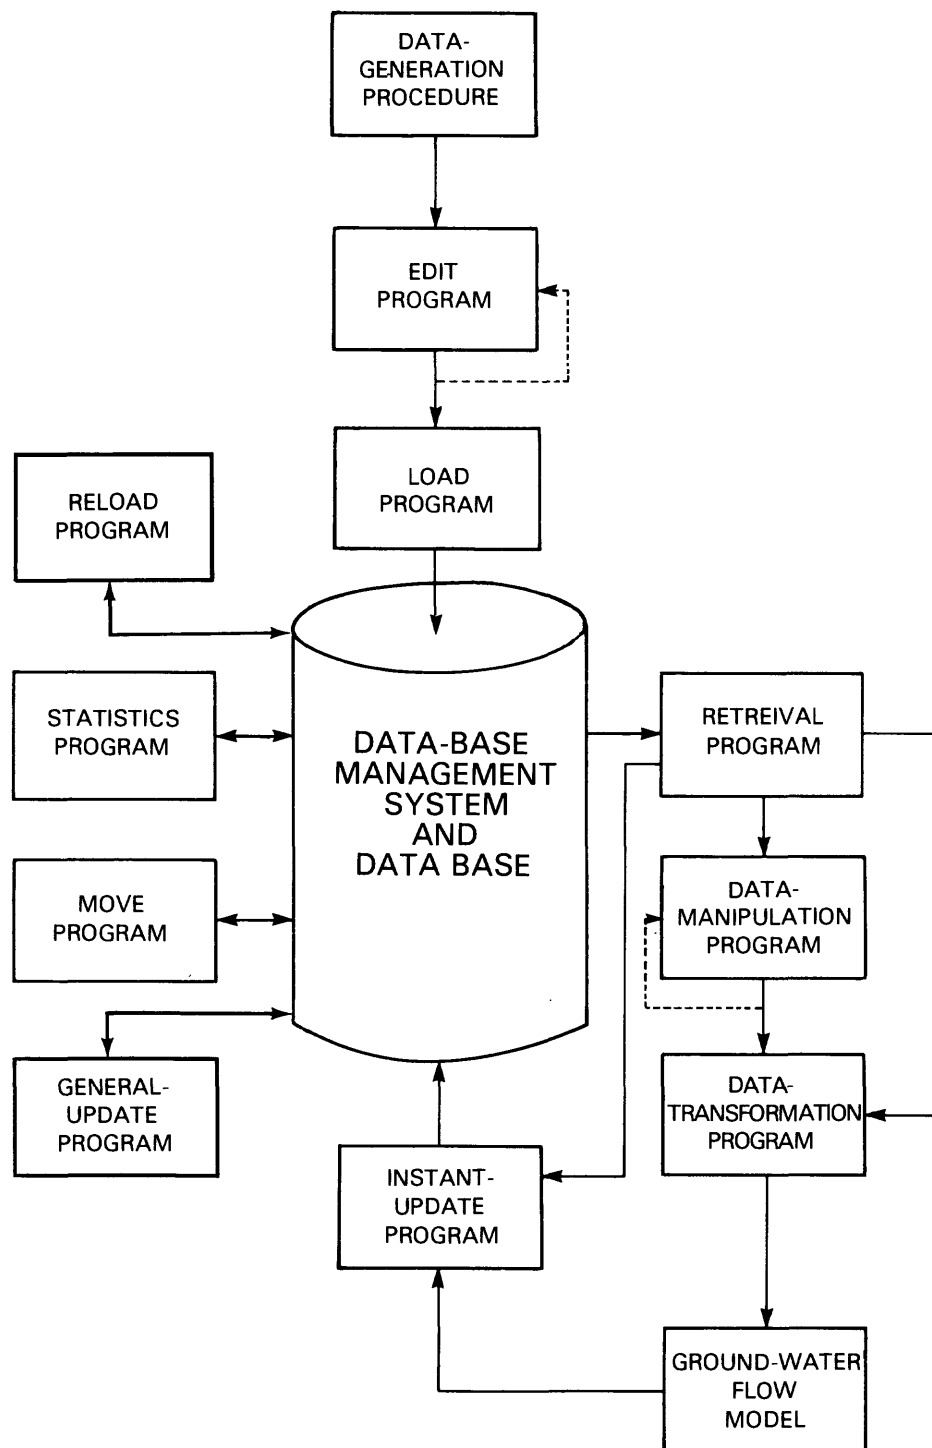 DATA-
GENERATION
PROCEDURE
EDIT
PROGRAM
LOAD
PROGRAM
RELOAD
PROGRAM
STATISTICS
PROGRAM
MOVE
PROGRAM
GENERAL-
UPDATE
PROGRAM
DATA-BASE
MANAGEMENT
SYSTEM
AND
DATA BASE
INSTANT-
UPDATE
PROGRAM
RETREIVAL
PROGRAM
DATA-
MANIPULATION
PROGRAM
DATA-
TRANSFORMATION
PROGRAM
GROUND-WATER
FLOW
MODEL